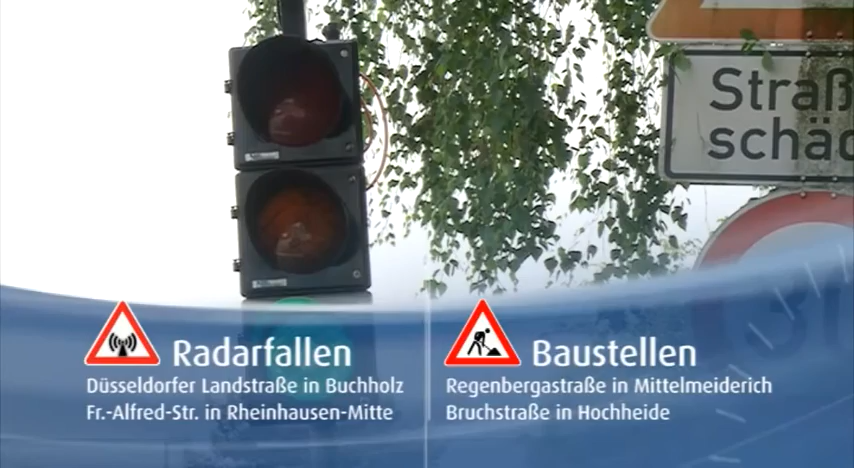 Straß
schäd
30
Radarfallen
Düsseldorfer Landstraße in Buchholz
Fr.-Alfred-Str. in Rheinhausen-Mitte
Baustellen
Regenbergastraße in Mittelmeiderich
Bruchstraße in Hochheide